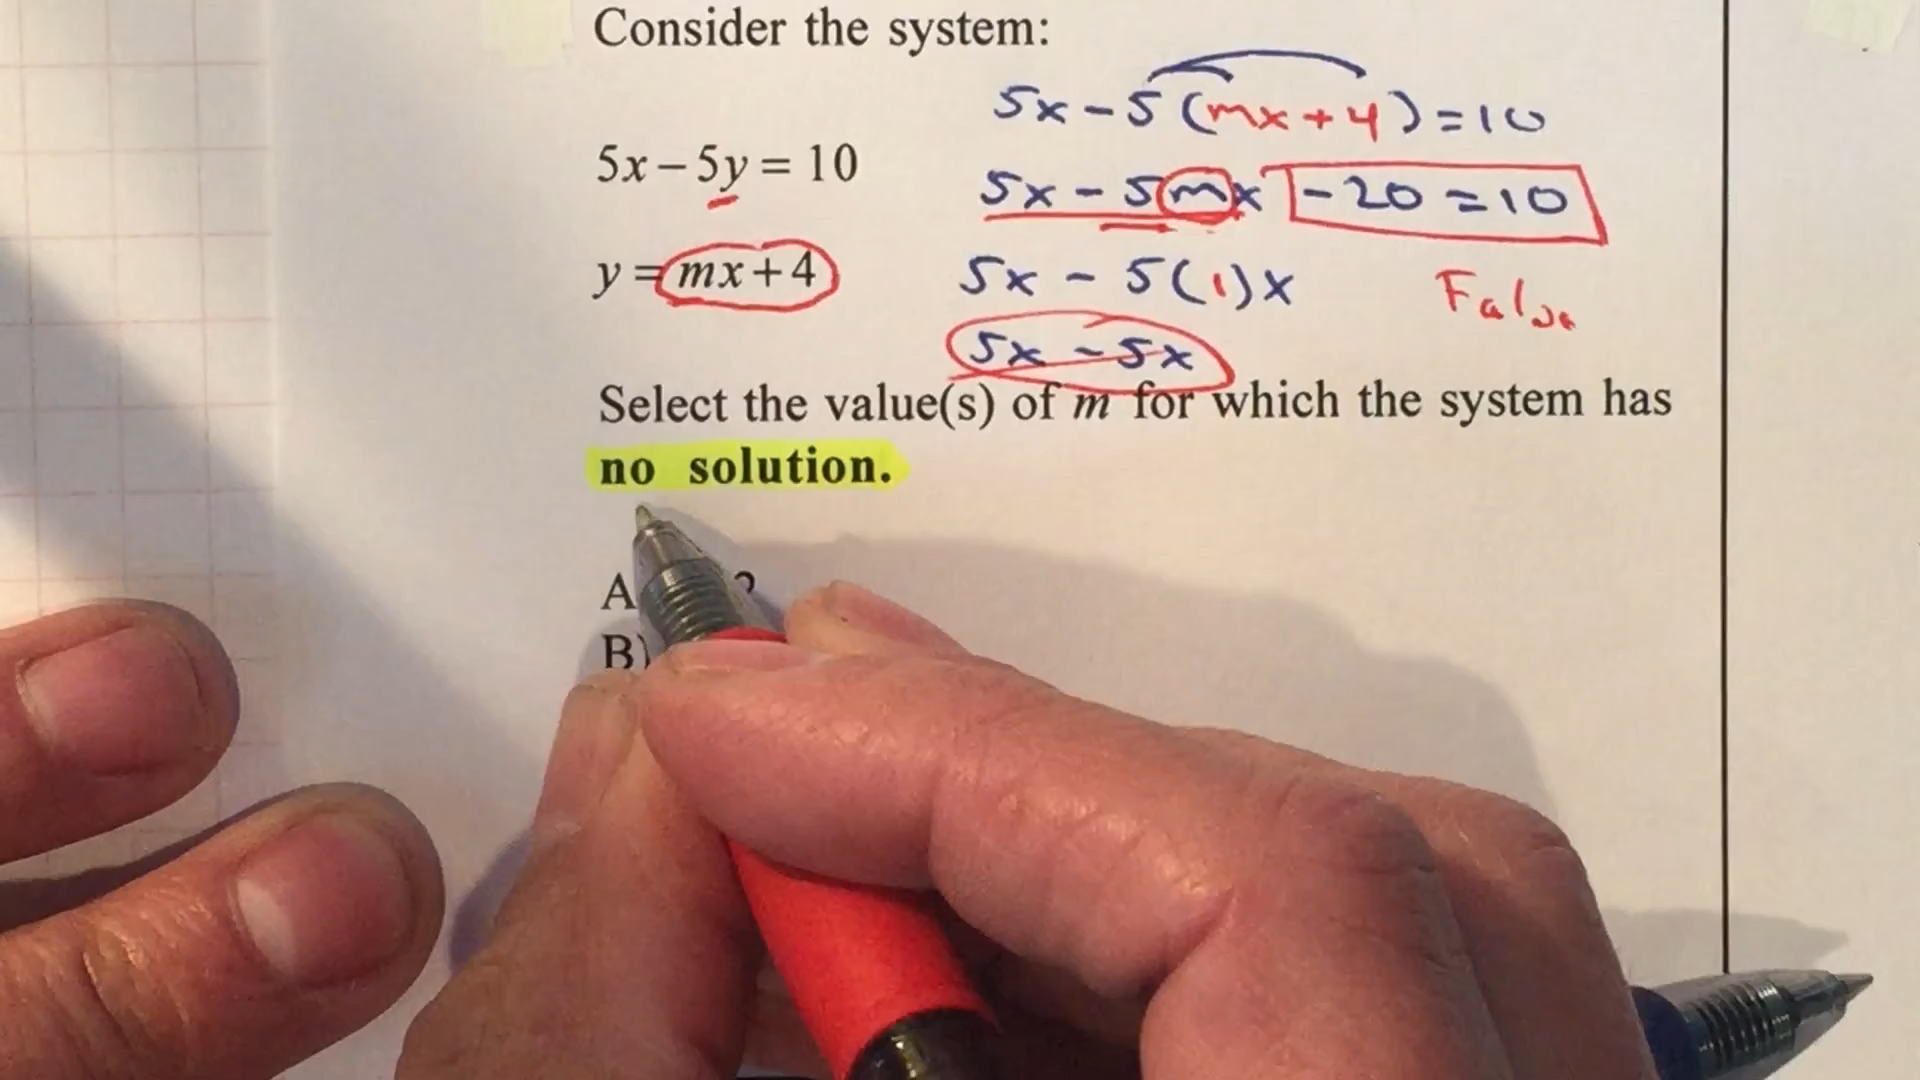 Consider the system:
5x - 5(mx + 4) = 10
5x – 5y = 10
5x - 5mx - 20 = 10
y = mx + 4
5x - 5(1)x
False
5x - 5x
Select the value(s) of m for which the system has
no solution.
A
B)